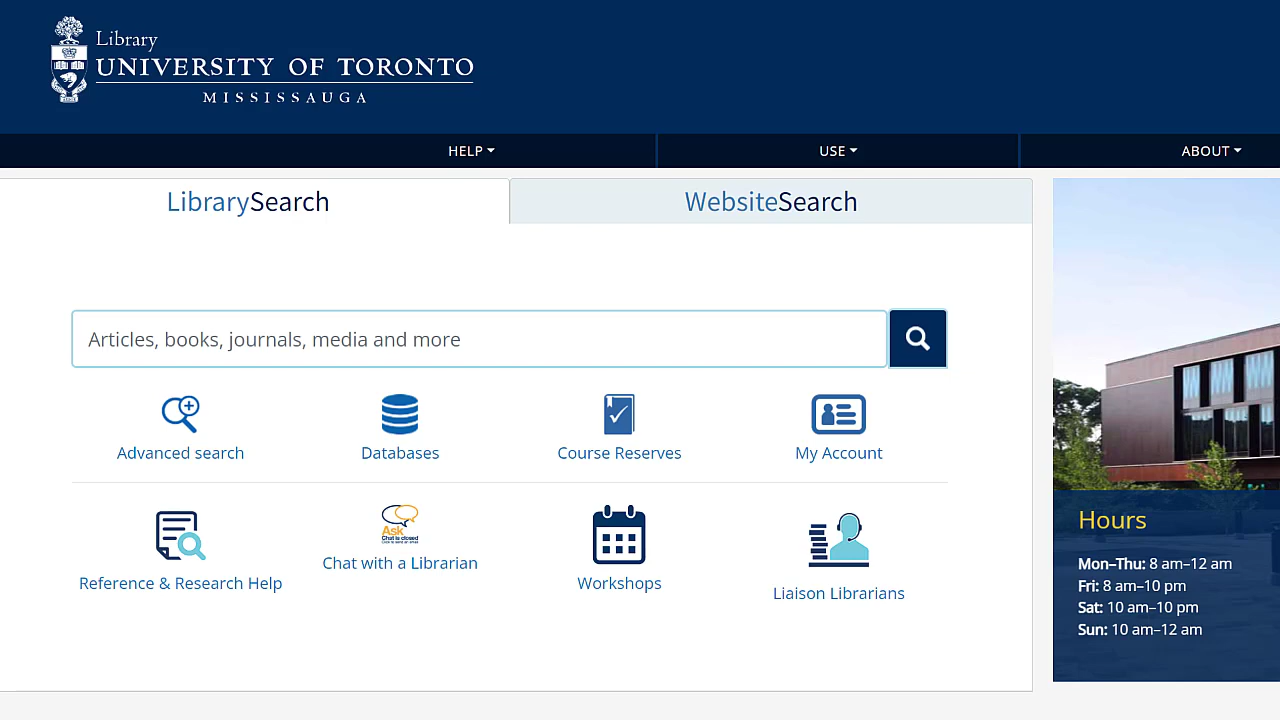 Library
UNIVERSITY OF TORONTO
MISSISSAUGA
HELP
USE
ABOUT
LibrarySearch
WebsiteSearch
Articles, books, journals, media and more
Advanced search
Databases
Course Reserves
My Account
Ask
Chat is closed
Reference & Research Help
Chat with a Librarian
Workshops
Liaison Librarians
Hours
Mon–Thu: 8 am–12 am
Fri: 8 am–10 pm
Sat: 10 am–10 pm
Sun: 10 am–12 am